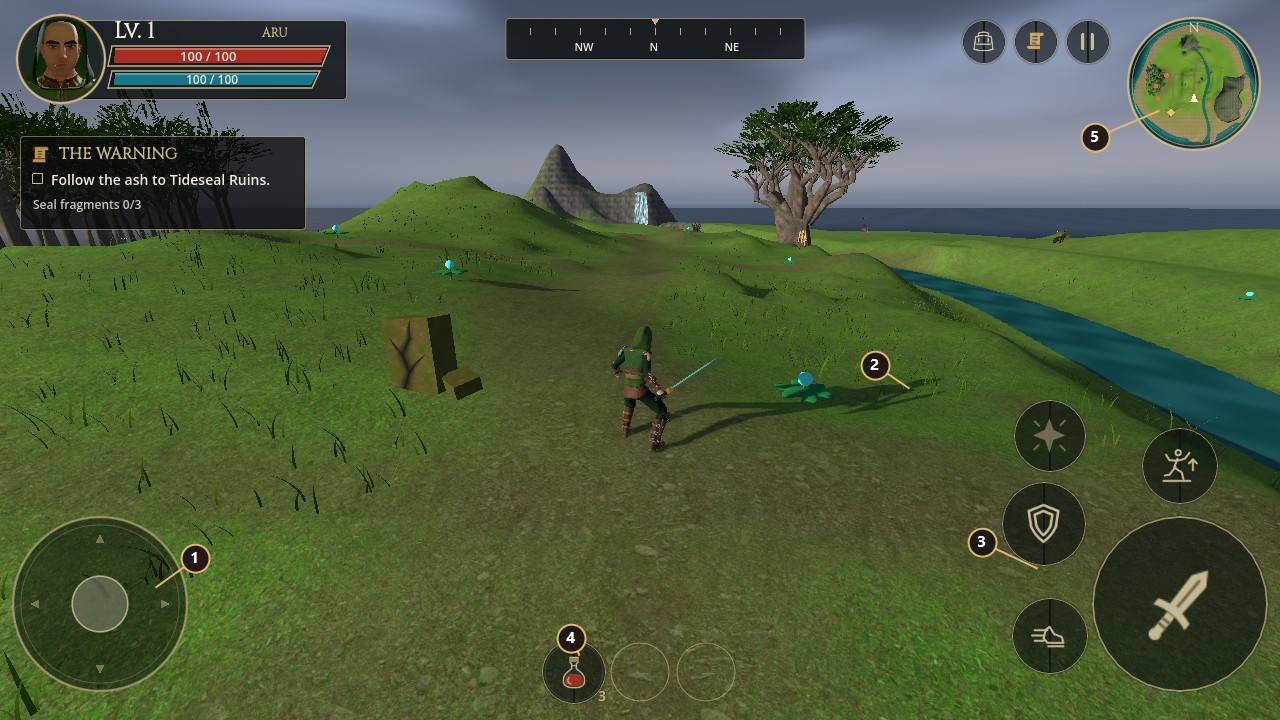 LV. 1
ARU
100 / 100
100 / 100
NW N NE
N
THE WARNING
Follow the ash to Tideseal Ruins.
Seal fragments 0/3
5
2
3
1
4
3